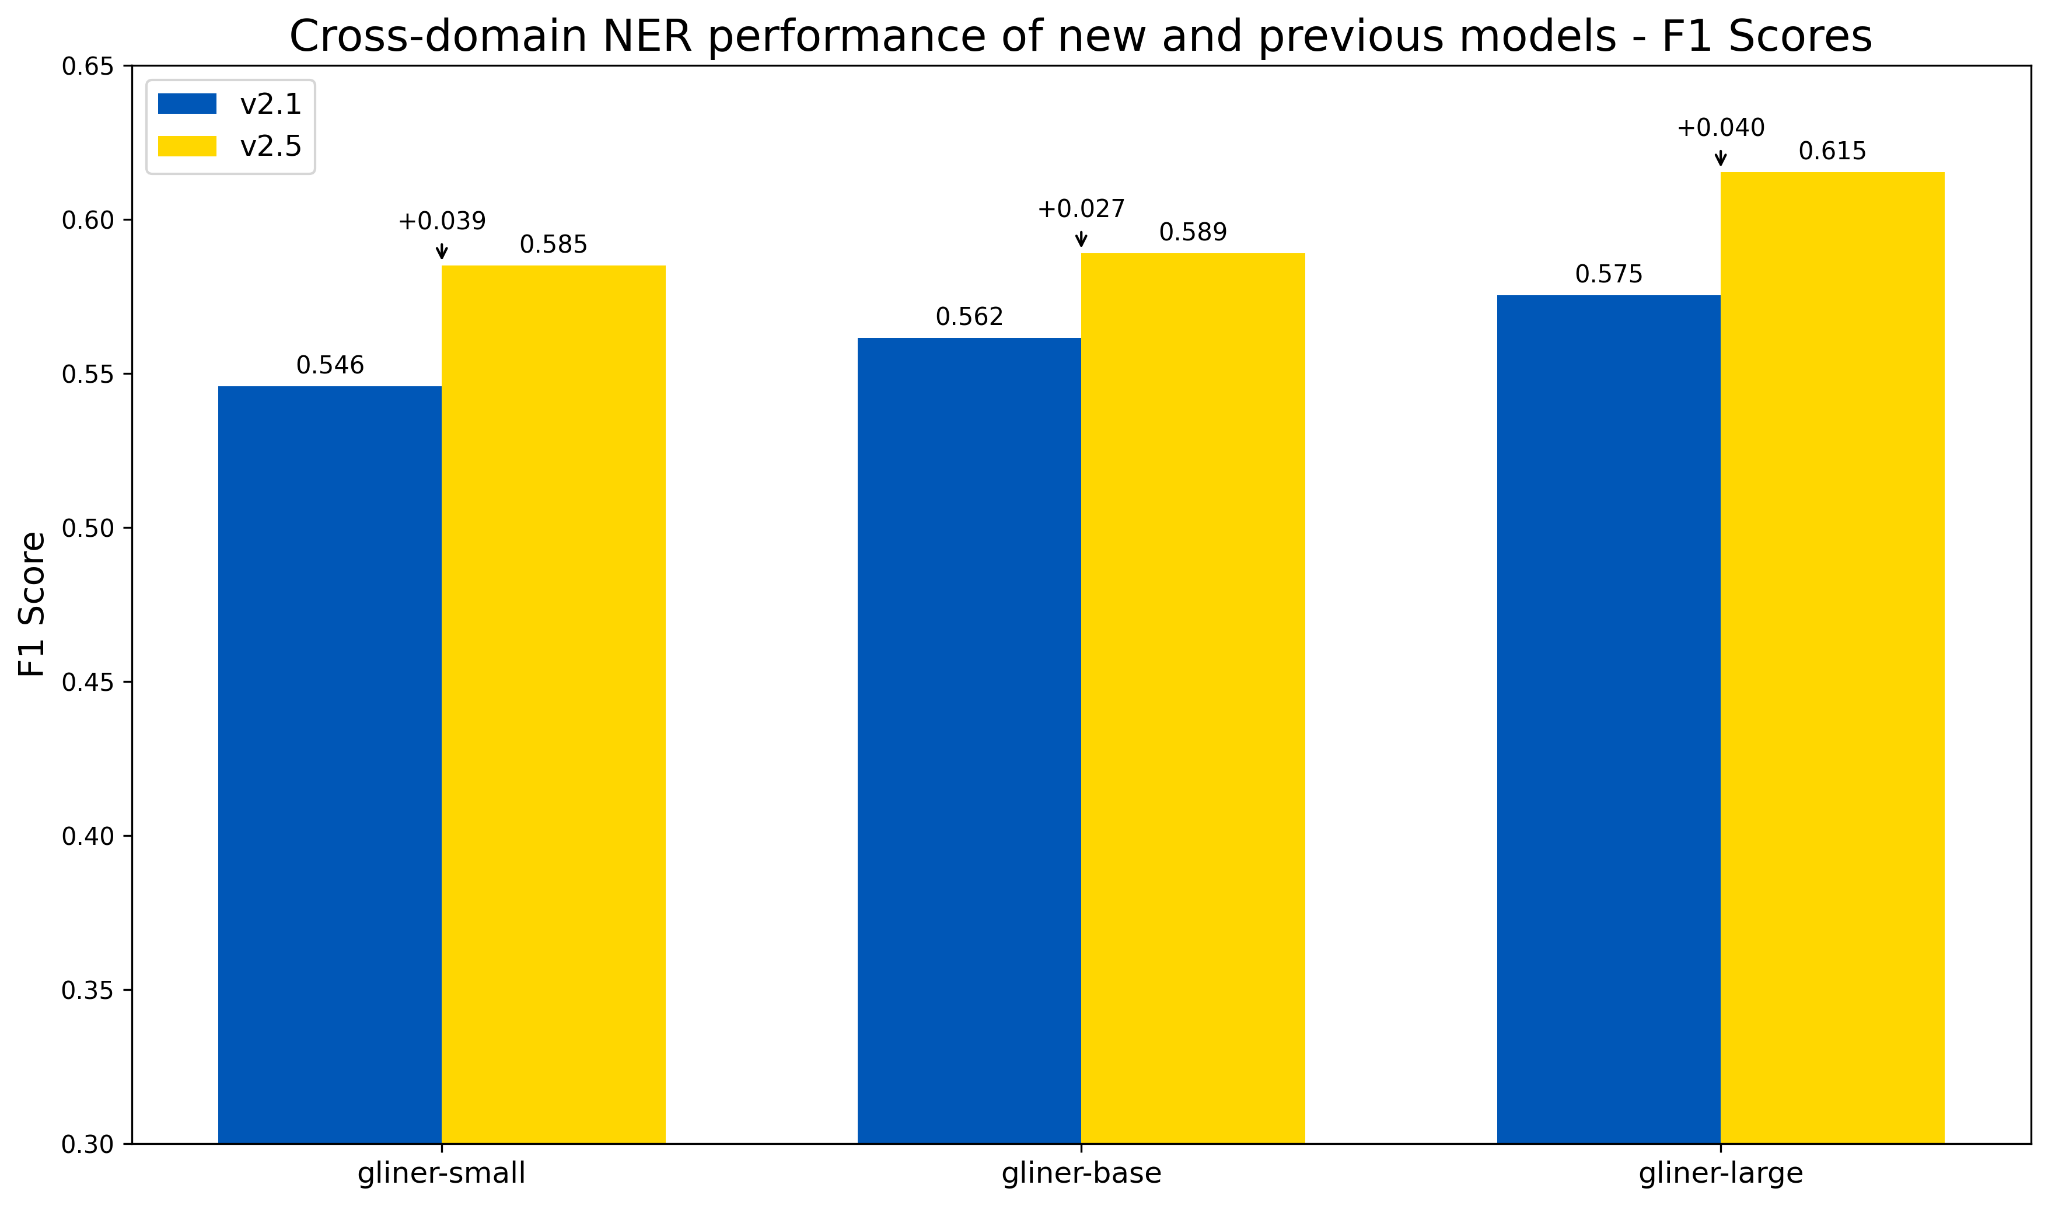 Cross-domain NER performance of new and previous models - F1 Scores
v2.1
v2.5
F1 Score
0.65
0.60
0.55
0.50
0.45
0.40
0.35
0.30
0.546
+0.039
0.585
0.562
+0.027
0.589
0.575
+0.040
0.615
gliner-small
gliner-base
gliner-large